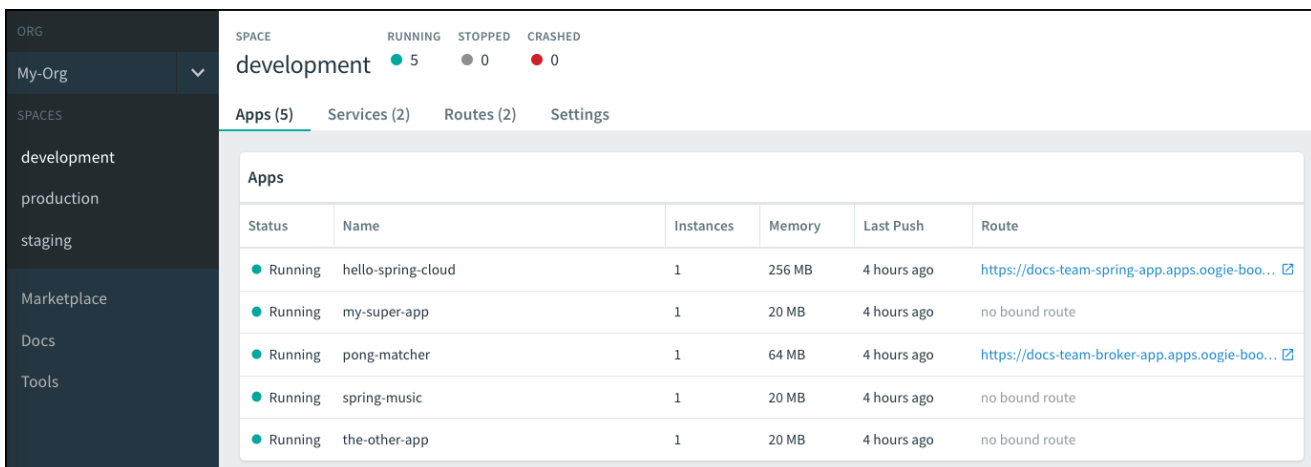 ORG
My-Org
SPACES
development
production
staging
Marketplace
Docs
Tools
SPACE RUNNING STOPPED CRASHED
development 5 0 0
Apps (5) Services (2) Routes (2) Settings
Apps
Status Name Instances Memory Last Push Route
Running hello-spring-cloud 1 256 MB 4 hours ago https://docs-team-spring-app.apps.oogie-boo...
Running my-super-app 1 20 MB 4 hours ago no bound route
Running pong-matcher 1 64 MB 4 hours ago https://docs-team-broker-app.apps.oogie-boo...
Running spring-music 1 20 MB 4 hours ago no bound route
Running the-other-app 1 20 MB 4 hours ago no bound route